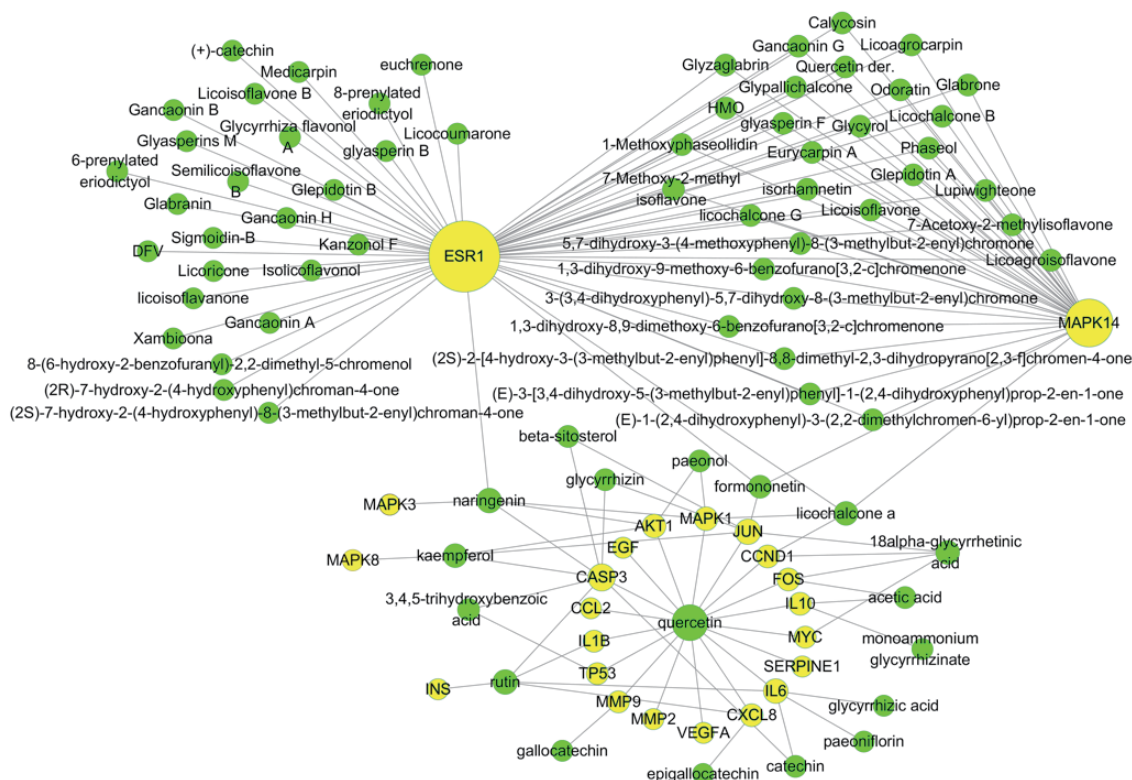 Calycosin
(+)-catechin
Gancaonin G
Licoagrocarpin
Medicarpin
euchrenone
Glyzaglabrin
Quercetin der.
Licoisoflavone B
8-prenylated
eriodictyol
Glypallichalcone
Odoratin
Glabrone
Gancaonin B
HMO
Glycyrrhiza flavonol
A
Licocoumarone
glyasperin F
Glycyrol
Licochalcone B
Glyasperins M
glyasperin B
1-Methoxyphaseollidin
Eurycarpin A
Phaseol
6-prenylated
eriodictyol
Semilicoisoflavone
B
Glepidotin B
7-Methoxy-2-methyl
isoflavone
isorhamnetin
Glepidotin A
Lupiwighteone
Glabranin
Gancaonin H
licochalcone G
Licoisoflavone
7-Acetoxy-2-methylisoflavone
Sigmoidin-B
Kanzonol F
5,7-dihydroxy-3-(4-methoxyphenyl)-8-(3-methylbut-2-enyl)chromone
DFV
ESR1
Licoagroisoflavone
Licoricone
Isolicoflavonol
1,3-dihydroxy-9-methoxy-6-benzofurano[3,2-c]chromenone
licoisoflavanone
3-(3,4-dihydroxyphenyl)-5,7-dihydroxy-8-(3-methylbut-2-enyl)chromone
Gancaonin A
1,3-dihydroxy-8,9-dimethoxy-6-benzofurano[3,2-c]chromenone
MAPK14
Xambioona
8-(6-hydroxy-2-benzofuranyl)-2,2-dimethyl-5-chromenol
(2S)-2-[4-hydroxy-3-(3-methylbut-2-enyl)phenyl]-8,8-dimethyl-2,3-dihydropyrano[2,3-f]chromen-4-one
(2R)-7-hydroxy-2-(4-hydroxyphenyl)chroman-4-one
(E)-3-[3,4-dihydroxy-5-(3-methylbut-2-enyl)phenyl]-1-(2,4-dihydroxyphenyl)prop-2-en-1-one
(2S)-7-hydroxy-2-(4-hydroxyphenyl)-8-(3-methylbut-2-enyl)chroman-4-one
(E)-1-(2,4-dihydroxyphenyl)-3-(2,2-dimethylchromen-6-yl)prop-2-en-1-one
beta-sitosterol
paeonol
glycyrrhizin
formononetin
MAPK3
naringenin
MAPK1
licochalcone a
AKT1
JUN
EGF
CCND1
18alpha-glycyrrhetinic
acid
MAPK8
kaempferol
CASP3
FOS
3,4,5-trihydroxybenzoic
acid
CCL2
IL10
acetic acid
quercetin
IL1B
MYC
monoammonium
glycyrrhizinate
TP53
SERPINE1
INS
rutin
IL6
MMP9
glycyrrhizic acid
MMP2
CXCL8
VEGFA
paeoniflorin
gallocatechin
catechin
epigallocatechin